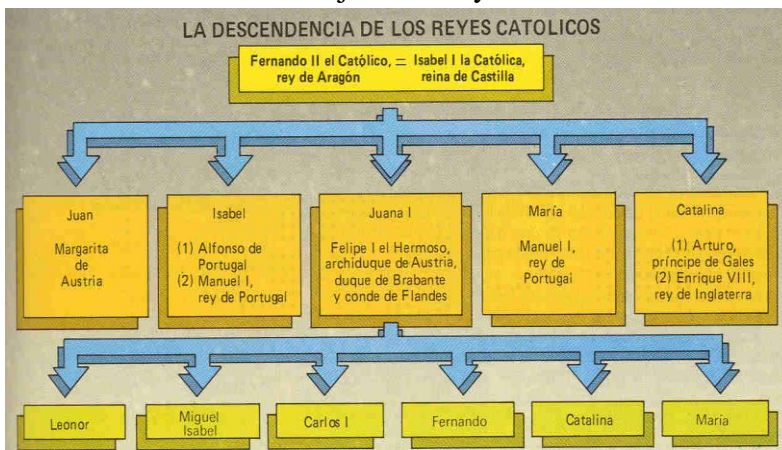 LA DESCENDENCIA DE LOS REYES CATOLICOS
Fernando II el Católico, = Isabel I la Católica,
rey de Aragón reina de Castilla
Juan
Margarita
de
Austria
Isabel
(1) Alfonso de
Portugal
(2) Manuel I,
rey de Portugal
Juana I
Felipe I el Hermoso,
archiduque de Austria,
duque de Brabante
y conde de Flandes
María
Manuel I,
rey de
Portugal
Catalina
(1) Arturo,
príncipe de Gales
(2) Enrique VIII,
rey de Inglaterra
Leonor
Miguel
Isabel
Carlos I
Fernando
Catalina
María